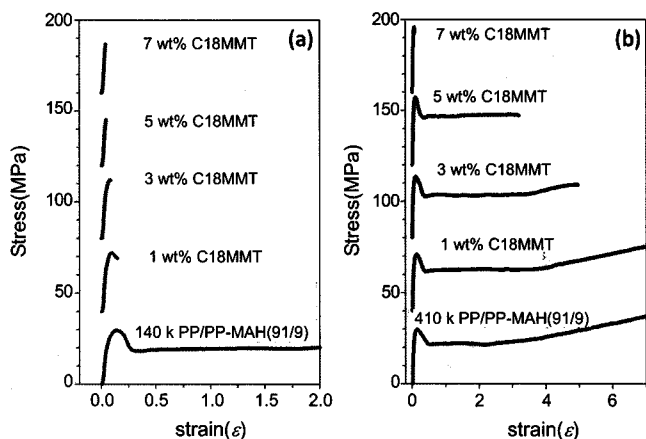 (a)
200
150
100
50
0
Stress(MPa)
7 wt% C18MMT
5 wt% C18MMT
3 wt% C18MMT
1 wt% C18MMT
140 k PP/PP-MAH(91/9)
0.0 0.5 1.0 1.5 2.0
strain(ε)
(b)
200
150
100
50
0
Stress(MPa)
7 wt% C18MMT
5 wt% C18MMT
3 wt% C18MMT
1 wt% C18MMT
410 k PP/PP-MAH(91/9)
0 2 4 6
strain(ε)